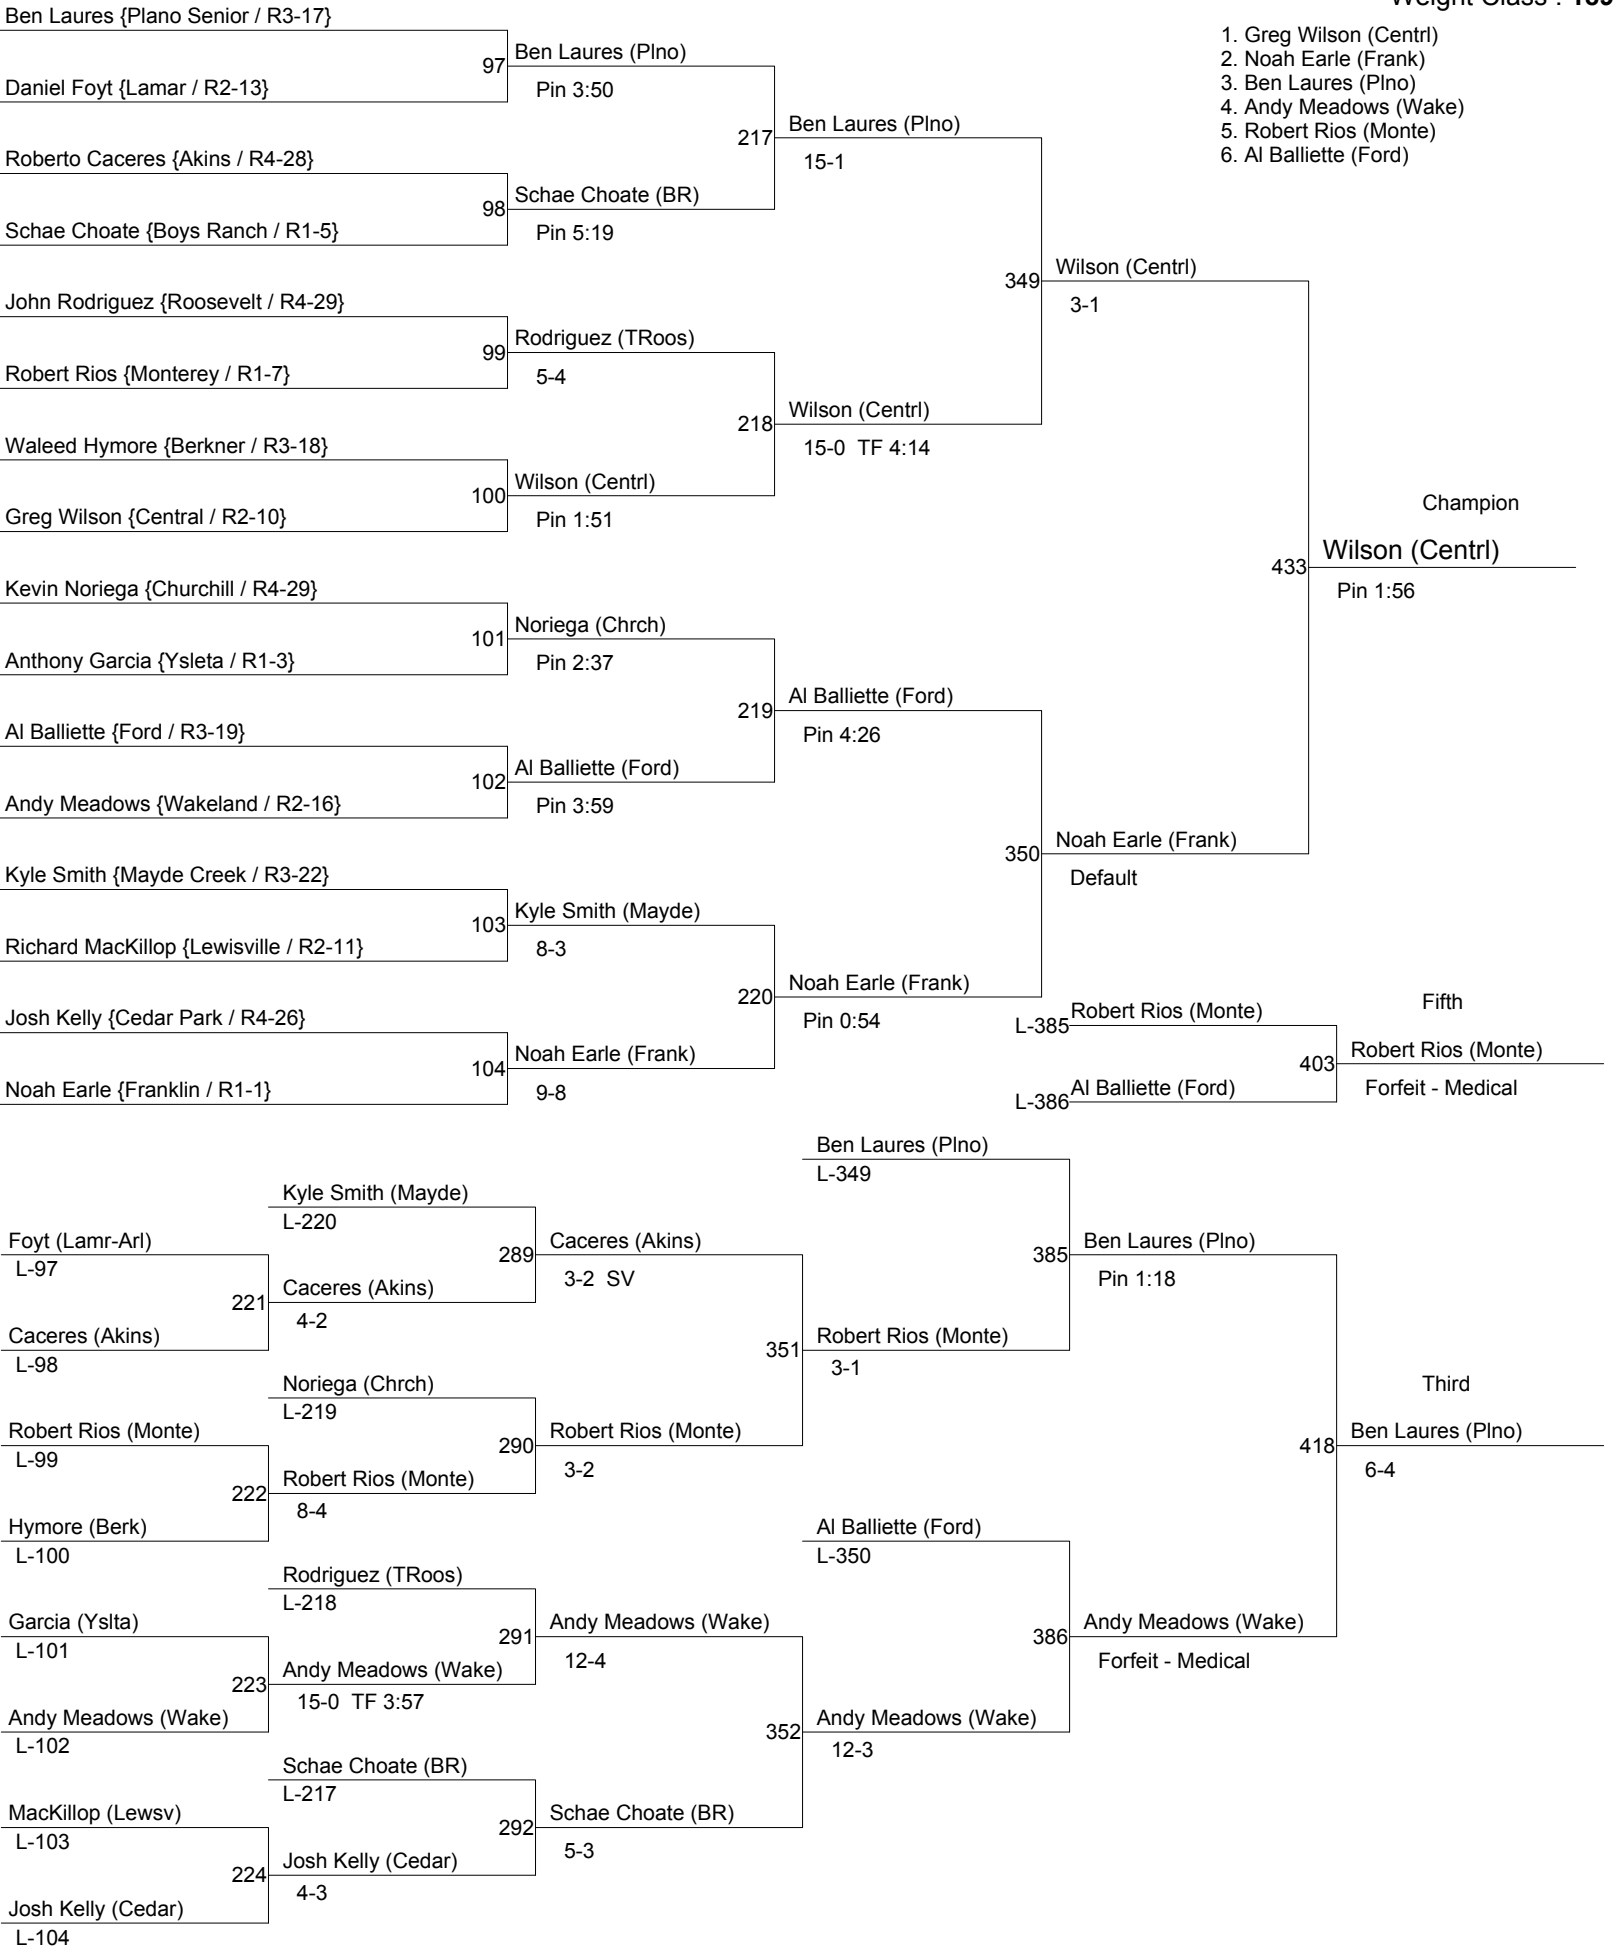 Weight Class :
1. Greg Wilson (Centrl)
2. Noah Earle (Frank)
3. Ben Laures (Plno)
4. Andy Meadows (Wake)
5. Robert Rios (Monte)
6. Al Balliette (Ford)
Ben Laures {Plano Senior / R3-17}
97
Daniel Foyt {Lamar / R2-13}
Roberto Caceres {Akins / R4-28}
98
Schae Choate {Boys Ranch / R1-5}
John Rodriguez {Roosevelt / R4-29}
99
Robert Rios {Monterey / R1-7}
Waleed Hymore {Berkner / R3-18}
100
Greg Wilson {Central / R2-10}
Kevin Noriega {Churchill / R4-29}
101
Anthony Garcia {Ysleta / R1-3}
Al Balliette {Ford / R3-19}
102
Andy Meadows {Wakeland / R2-16}
Kyle Smith {Mayde Creek / R3-22}
103
Richard MacKillop {Lewisville / R2-11}
Josh Kelly {Cedar Park / R4-26}
104
Noah Earle {Franklin / R1-1}
Ben Laures (Plno)
Pin 3:50
217
Schae Choate (BR)
Pin 5:19
Rodriguez (TRoos)
5-4
218
Wilson (Centrl)
Pin 1:51
Noriega (Chrch)
Pin 2:37
219
Al Balliette (Ford)
Pin 3:59
Kyle Smith (Mayde)
8-3
220
Noah Earle (Frank)
9-8
Ben Laures (Plno)
15-1
349
Wilson (Centrl)
15-0 TF 4:14
Al Balliette (Ford)
Pin 4:26
350
Noah Earle (Frank)
Pin 0:54
Wilson (Centrl)
3-1
433
Noah Earle (Frank)
Default
Champion
Wilson (Centrl)
Pin 1:56
L-385
Robert Rios (Monte)
403
L-386
Al Balliette (Ford)
Fifth
Robert Rios (Monte)
Forfeit - Medical
Foyt (Lamr-Arl)
L-97
221
Caceres (Akins)
L-98
Robert Rios (Monte)
L-99
222
Hymore (Berk)
L-100
Garcia (Yslta)
L-101
223
Andy Meadows (Wake)
L-102
MacKillop (Lewsv)
L-103
224
Josh Kelly (Cedar)
L-104
Kyle Smith (Mayde)
L-220
289
Caceres (Akins)
4-2
Noriega (Chrch)
L-219
290
Robert Rios (Monte)
8-4
Rodriguez (TRoos)
L-218
291
Andy Meadows (Wake)
15-0 TF 3:57
Schae Choate (BR)
L-217
292
Josh Kelly (Cedar)
4-3
Caceres (Akins)
3-2 SV
351
Robert Rios (Monte)
3-2
Andy Meadows (Wake)
12-4
352
Schae Choate (BR)
5-3
Ben Laures (Plno)
L-349
385
Robert Rios (Monte)
3-1
Al Balliette (Ford)
L-350
386
Andy Meadows (Wake)
12-3
Ben Laures (Plno)
Pin 1:18
418
Andy Meadows (Wake)
Forfeit - Medical
Third
Ben Laures (Plno)
6-4